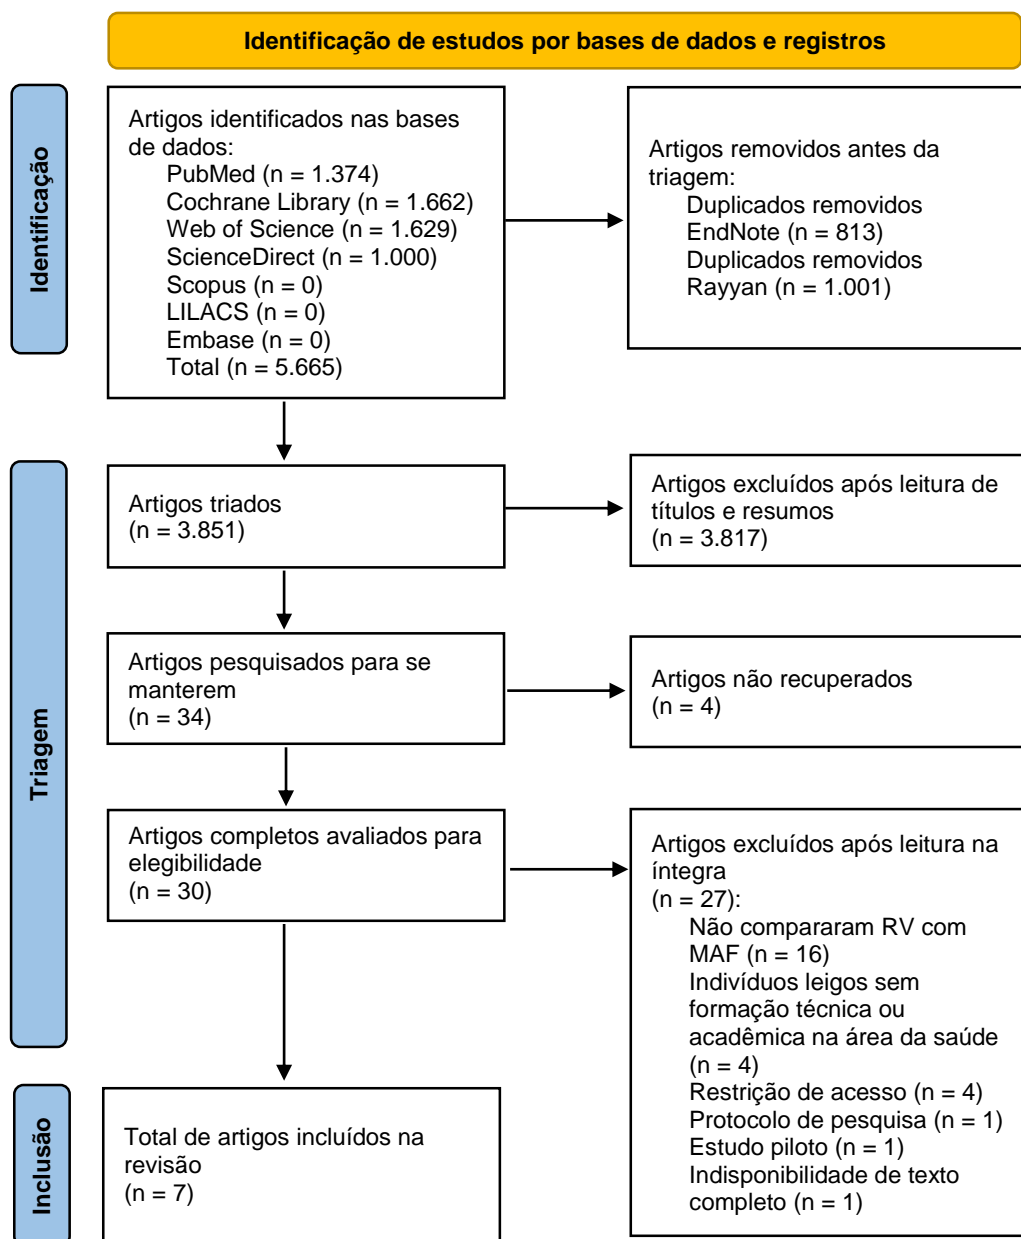 Identificação de estudos por bases de dados e registros
Identificação
Artigos identificados nas bases
de dados:
PubMed (n = 1.374)
Cochrane Library (n = 1.662)
Web of Science (n = 1.629)
ScienceDirect (n = 1.000)
Scopus (n = 0)
LILACS (n = 0)
Embase (n = 0)
Total (n = 5.665)
Artigos removidos antes da
triagem:
Duplicados removidos
EndNote (n = 813)
Duplicados removidos
Rayyan (n = 1.001)
Triagem
Artigos triados
(n = 3.851)
Artigos excluídos após leitura de
títulos e resumos
(n = 3.817)
Artigos pesquisados para se
manterem
(n = 34)
Artigos não recuperados
(n = 4)
Artigos completos avaliados para
elegibilidade
(n = 30)
Artigos excluídos após leitura na
íntegra
(n = 27):
Não compararam RV com
MAF (n = 16)
Indivíduos leigos sem
formação técnica ou
acadêmica na área da saúde
(n = 4)
Restrição de acesso (n = 4)
Protocolo de pesquisa (n = 1)
Estudo piloto (n = 1)
Indisponibilidade de texto
completo (n = 1)
Inclusão
Total de artigos incluídos na
revisão
(n = 7)